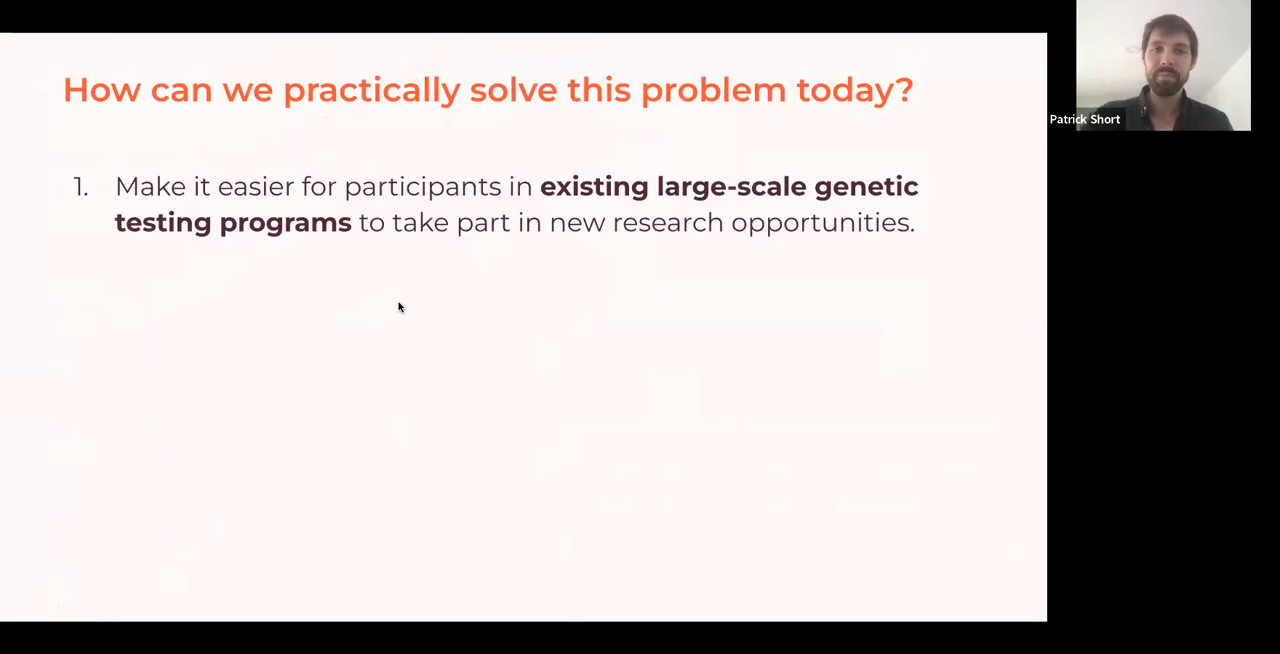 How can we practically solve this problem today?
1. Make it easier for participants in existing large-scale genetic
testing programs to take part in new research opportunities.
Patrick Short